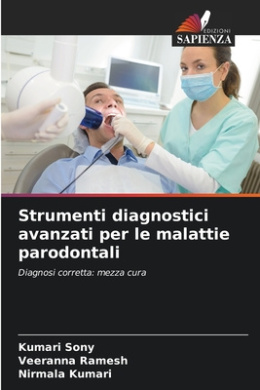 EDIZIONI
SAPIENZA
Strumenti diagnostici
avanzati per le malattie
parodontali
Diagnosi corretta: mezza cura
Kumari Sony
Veeranna Ramesh
Nirmala Kumari